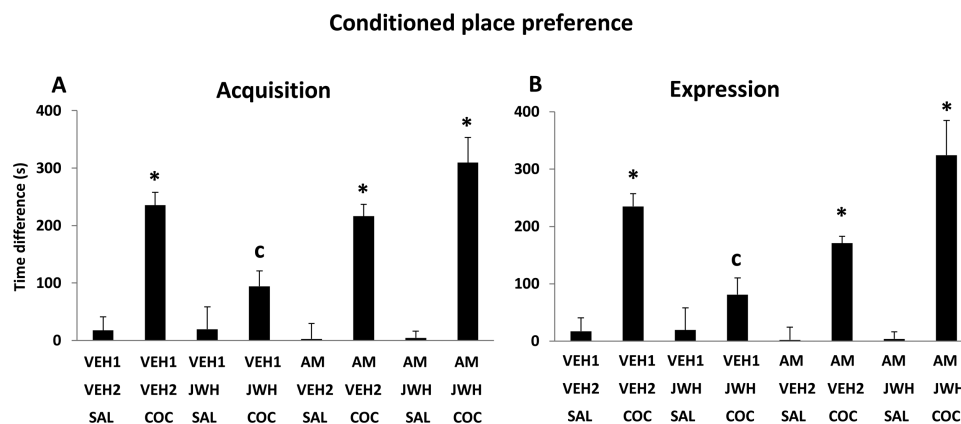 Conditioned place preference
A
Acquisition
Time difference (s)
400
300
200
100
0
*
*
c
*
*
VEH1 VEH1 VEH1 VEH1 AM AM AM AM
VEH2 VEH2 JWH JWH VEH2 VEH2 JWH JWH
SAL COC SAL COC SAL COC SAL COC
B
Expression
400
300
200
100
0
*
*
c
*
*
VEH1 VEH1 VEH1 VEH1 AM AM AM AM
VEH2 VEH2 JWH JWH VEH2 VEH2 JWH JWH
SAL COC SAL COC SAL COC SAL COC